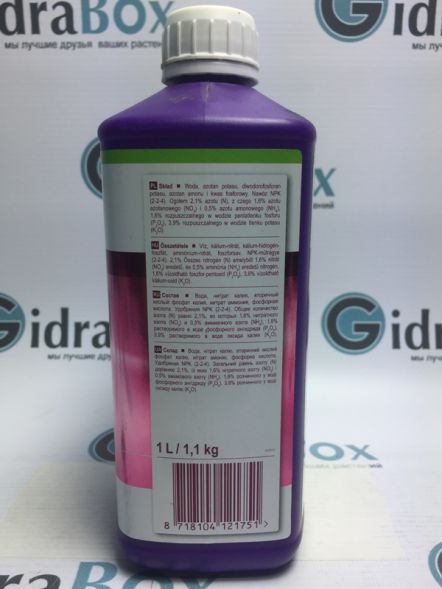 GidraBox
мы лучшие друзья ваших растений
GidraBox
PL Skład ■ Woda, azotan potasu, diwodorofosforan
potasu, azotan amonu i kwas fosforowy. Nawóz NPK
(2-2-4). Ogółem 2,1% azotu (N), z czego 1,6% azotu
azotanowego (NO₃) i 0,5% azotu amonowego (NH₄),
1,6% rozpuszczalnego w wodzie pentatlenku fosforu
(P₂O₅), 3,9% rozpuszczalnego w wodzie tlenku potasu
(K₂O)
HU Összetétele ■ Víz, kálium-nitrát, kálium-hidrogén-
foszfát, ammónium-nitrát, foszforsav. NPK-műtrágya
(2-2-4). 2,1% Összes nitrogén (N) amelyből 1,6% nitrát
(NO₃) eredetű, és 0,5% ammónia (NH₄) eredetű nitrogén,
1,6% vízoldható foszfor-pentoxid (P₂O₅), 3,9% vízoldható
kálium-oxid (K₂O).
RU Состав ■ Вода, нитрат калия, вторичный
кислый фосфат калия, нитрат аммония, фосфорная
кислота. Удобрение NPK (2-2-4). Общее количество
азота (N) равно 2,1%, из которых 1,6% нитратного
азота (NO₃) и 0,5% аммиачного азота (NH₄), 1,6%
растворимого в воде фосфорного ангидрида (P₂O₅),
3,9% растворимого в воде оксида калия (K₂O).
UA Склад ■ Вода, нітрат калію, вторинний кислий
фосфат калію, нітрат амонію, фосфорна кислота.
Удобрення NPK (2-2-4). Загальний рівень азоту (N)
дорівнює 2,1%, із яких 1,6% нітратного азоту (NO₃) і
0,5% аміакового азоту (NH₄), 1,6% розчинного у воді
фосфорного ангідриду (P₂O₅), 3,9% розчинного у воді
оксиду калію (K₂O)
GidraBox
мы лучшие
1 L / 1,1 kg
8 718104 121751 >
Box
ваших растений
idraBox